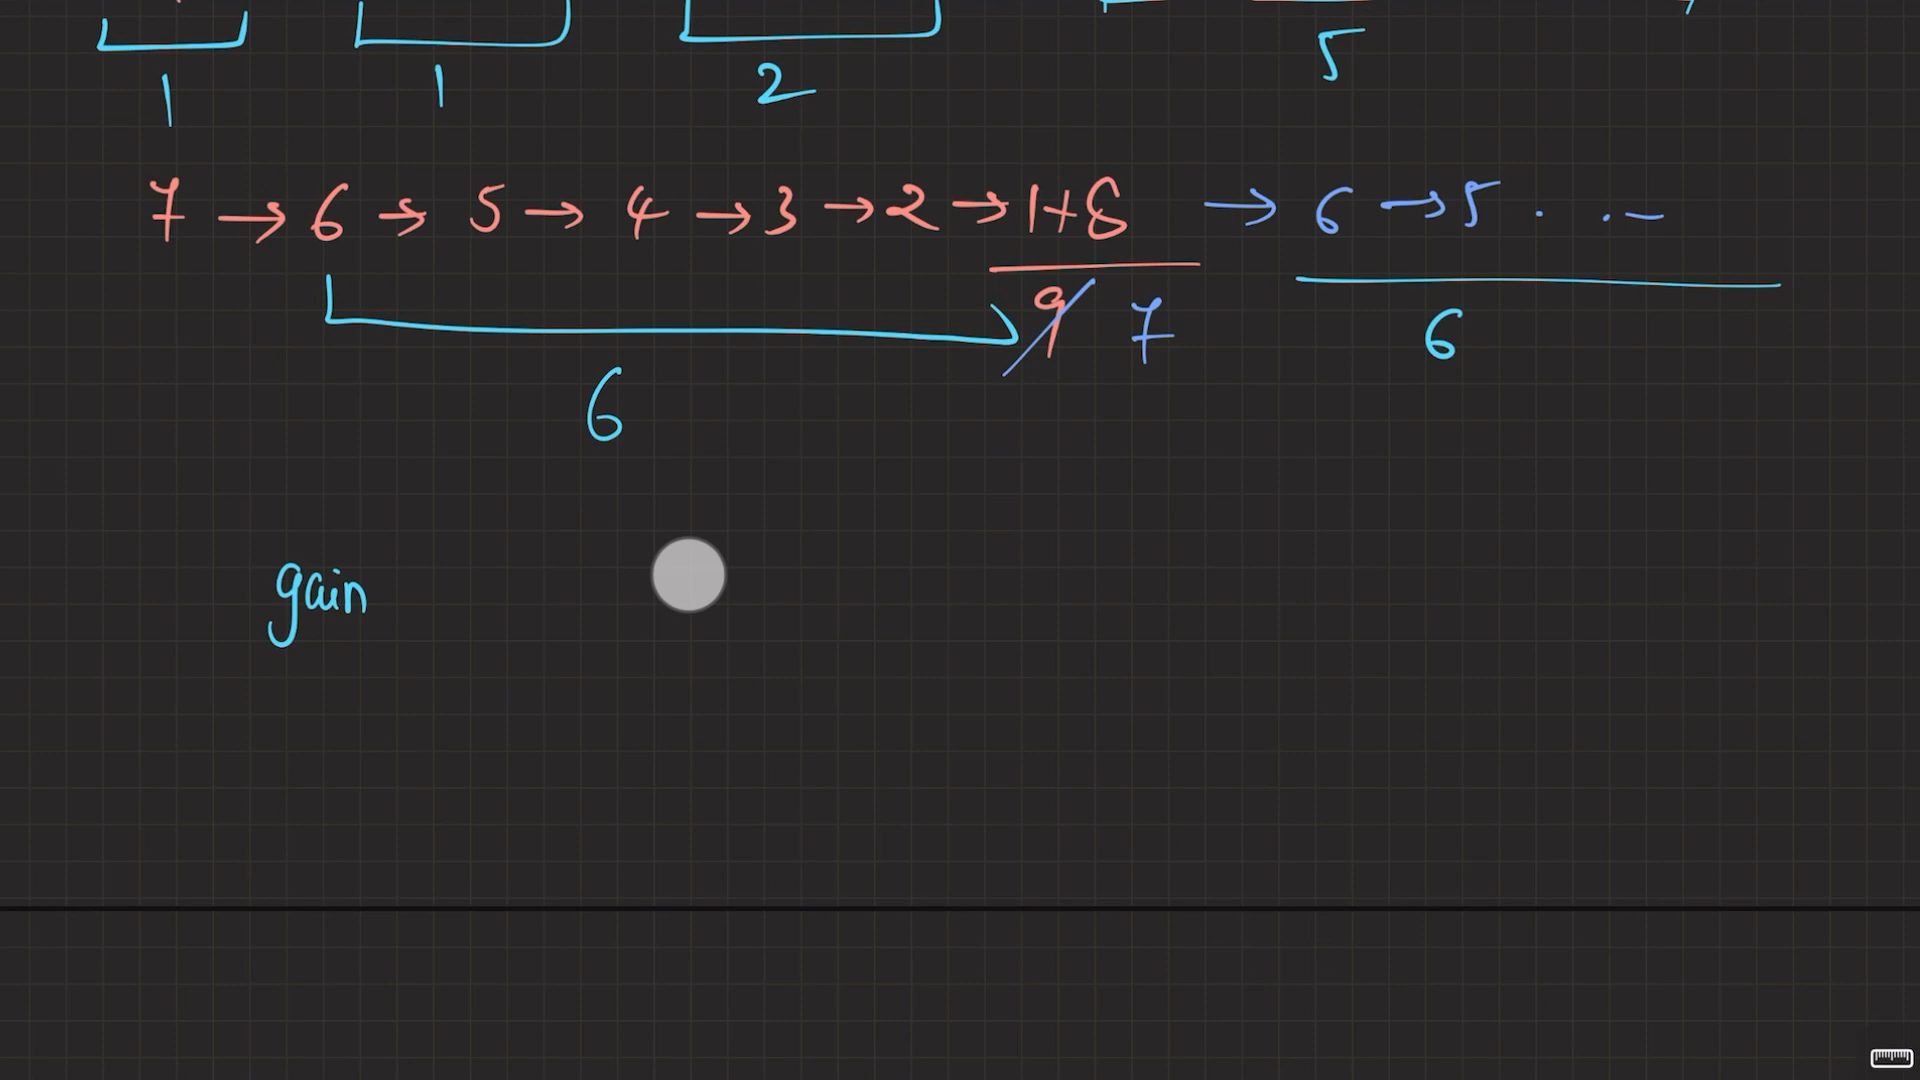 1 1 2 5
7 → 6 → 5 → 4 → 3 → 2 → 1+8 → 6 → 5 . . –
9 7 6
6
gain